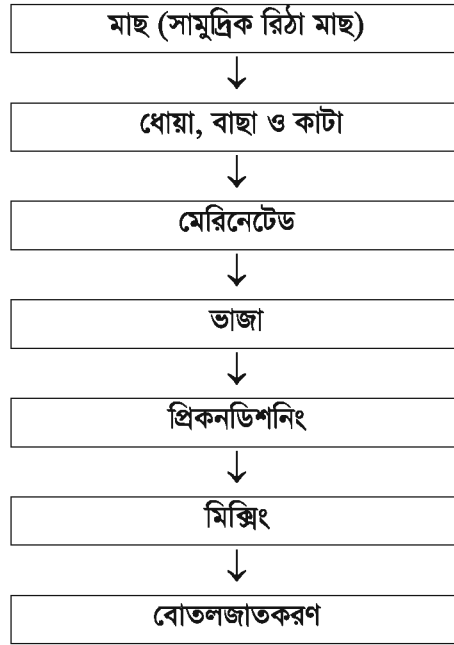 মাছ (সামুদ্রিক রিঠা মাছ)
ধোয়া, বাছা ও কাটা
মেরিনেটেড
ভাজা
প্রিকনডিশনিং
মিক্সিং
বোতলজাতকরণ